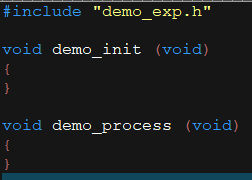 #include "demo_exp.h"
void demo_init (void)
{
}
void demo_process (void)
{
}